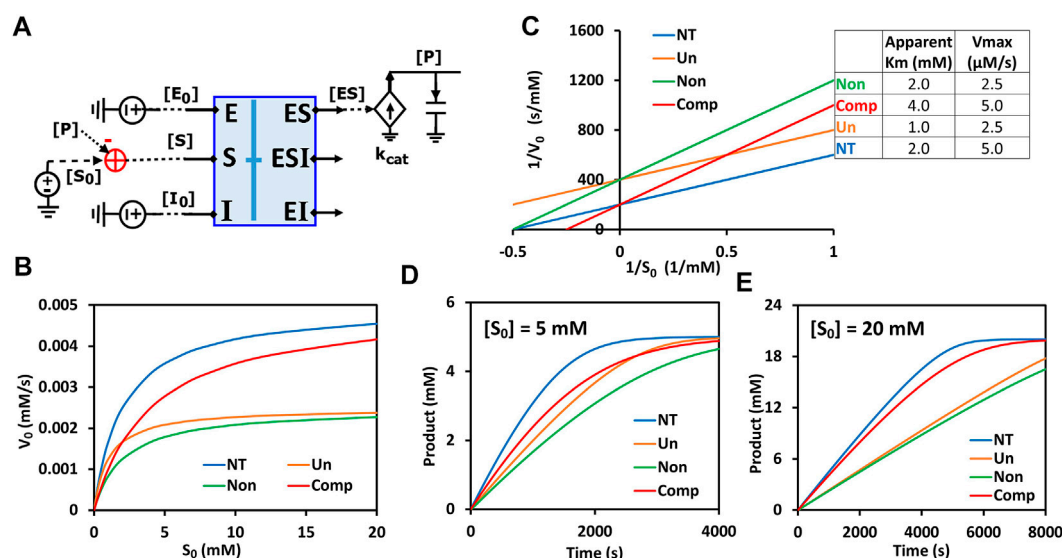 A
[E0]
[P]
[S]
[S0]
[I0]
E
S
I
ES
ESI
EI
[ES]
[P]
kcat
B
V0 (mM/s)
0.005
0.004
0.003
0.002
0.001
0
0 5 10 15 20
S0 (mM)
NT Un
Non Comp
C
1/V0 (s/mM)
1600
1200
800
400
0
-0.5 0 0.5 1
1/S0 (1/mM)
NT
Un
Non
Comp
Apparent Km (mM) Vmax (μM/s)
Non 2.0 2.5
Comp 4.0 5.0
Un 1.0 2.5
NT 2.0 5.0
D
[S0] = 5 mM
Product (mM)
6
4
2
0
0 2000 4000
Time (s)
NT
Un
Non
Comp
E
[S0] = 20 mM
Product (mM)
24
18
12
6
0
0 2000 4000 6000 8000
Time (s)
NT
Un
Non
Comp